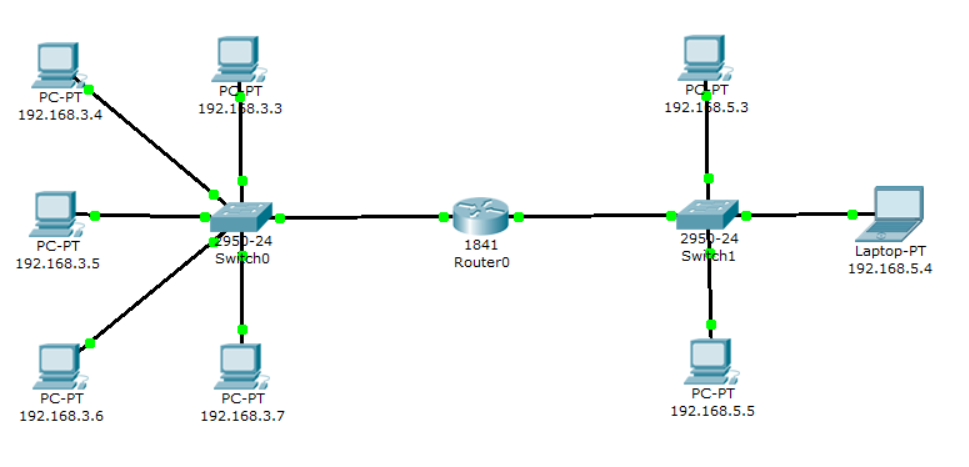 PC-PT
192.168.3.4
PC-PT
192.168.3.3
PC-PT
192.168.5.3
PC-PT
192.168.3.5
2950-24
Switch0
1841
Router0
2950-24
Switch1
Laptop-PT
192.168.5.4
PC-PT
192.168.3.6
PC-PT
192.168.3.7
PC-PT
192.168.5.5